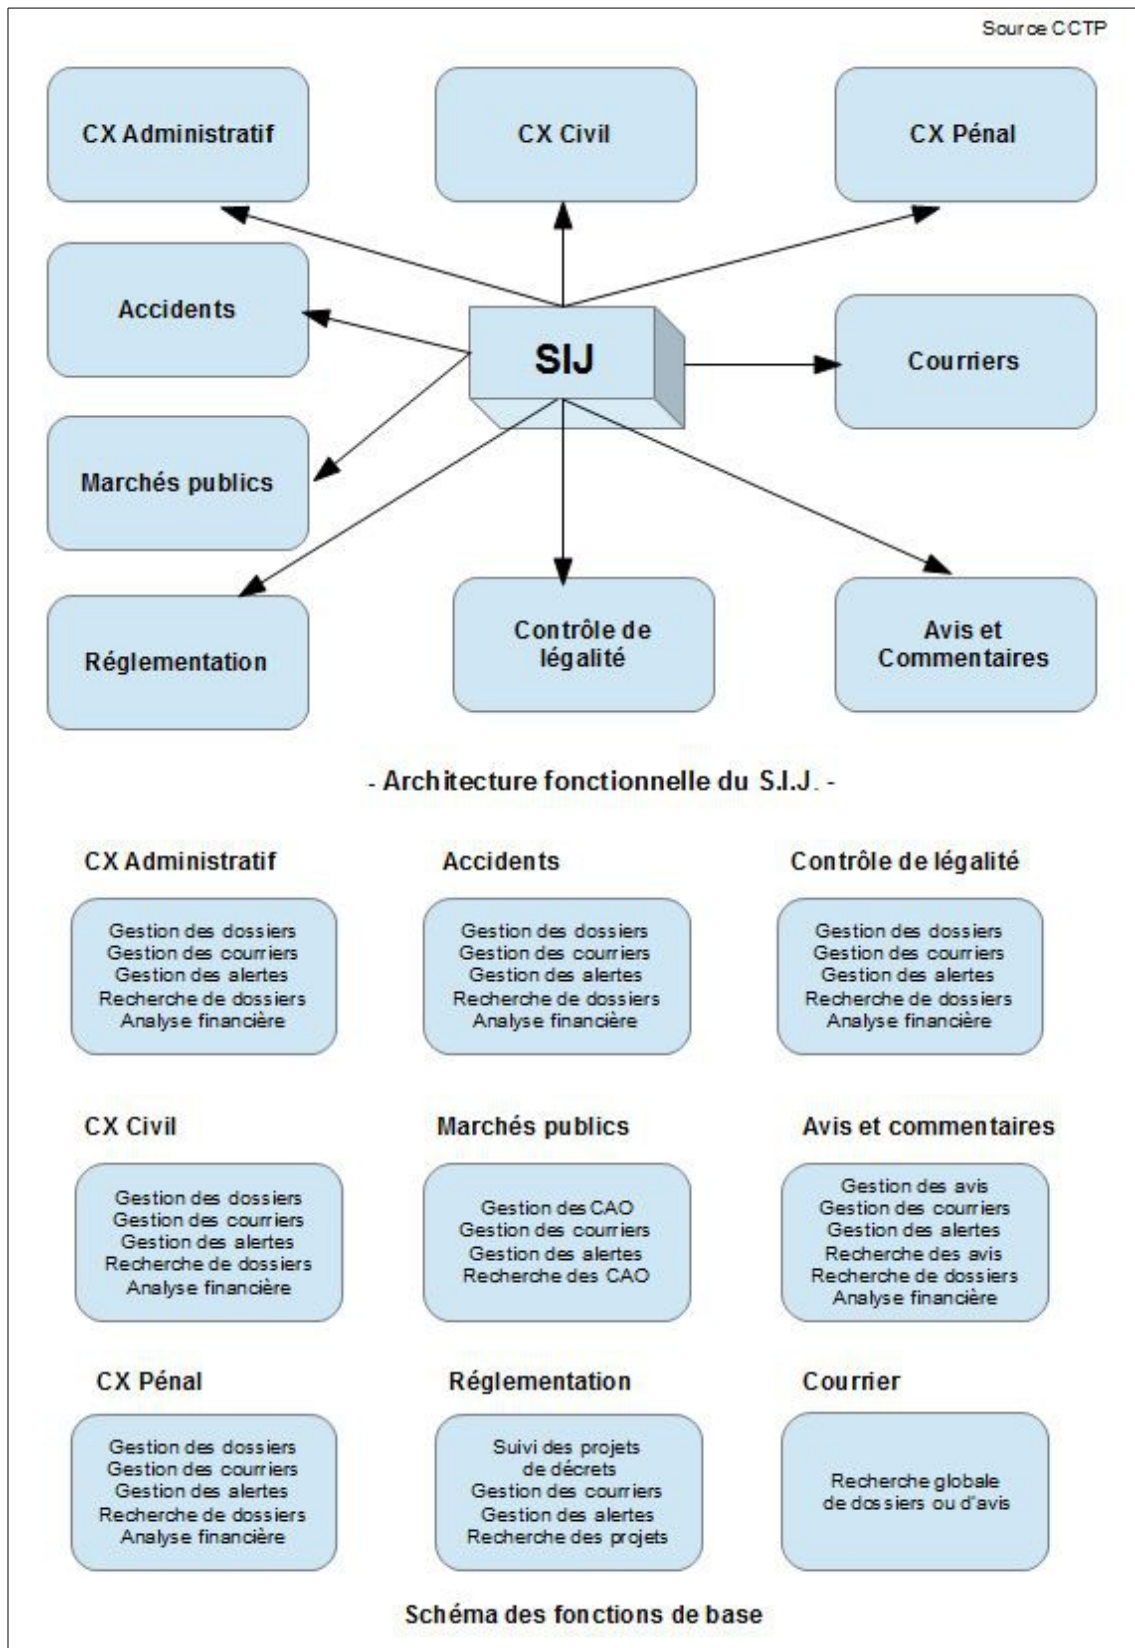 Source CCTP
CX Administratif
CX Civil
CX Pénal
Accidents
SIJ
Courriers
Marchés publics
Réglementation
Contrôle de
légalité
Avis et
Commentaires
- Architecture fonctionnelle du S.I.J. -
CX Administratif
Gestion des dossiers
Gestion des courriers
Gestion des alertes
Recherche de dossiers
Analyse financière
Accidents
Gestion des dossiers
Gestion des courriers
Gestion des alertes
Recherche de dossiers
Analyse financière
Contrôle de légalité
Gestion des dossiers
Gestion des courriers
Gestion des alertes
Recherche de dossiers
Analyse financière
CX Civil
Gestion des dossiers
Gestion des courriers
Gestion des alertes
Recherche de dossiers
Analyse financière
Marchés publics
Gestion des CAO
Gestion des courriers
Gestion des alertes
Recherche des CAO
Avis et commentaires
Gestion des avis
Gestion des courriers
Gestion des alertes
Recherche des avis
Recherche de dossiers
Analyse financière
CX Pénal
Gestion des dossiers
Gestion des courriers
Gestion des alertes
Recherche de dossiers
Analyse financière
Réglementation
Suivi des projets
de décrets
Gestion des courriers
Gestion des alertes
Recherche des projets
Courrier
Recherche globale
de dossiers ou d'avis
Schéma des fonctions de base